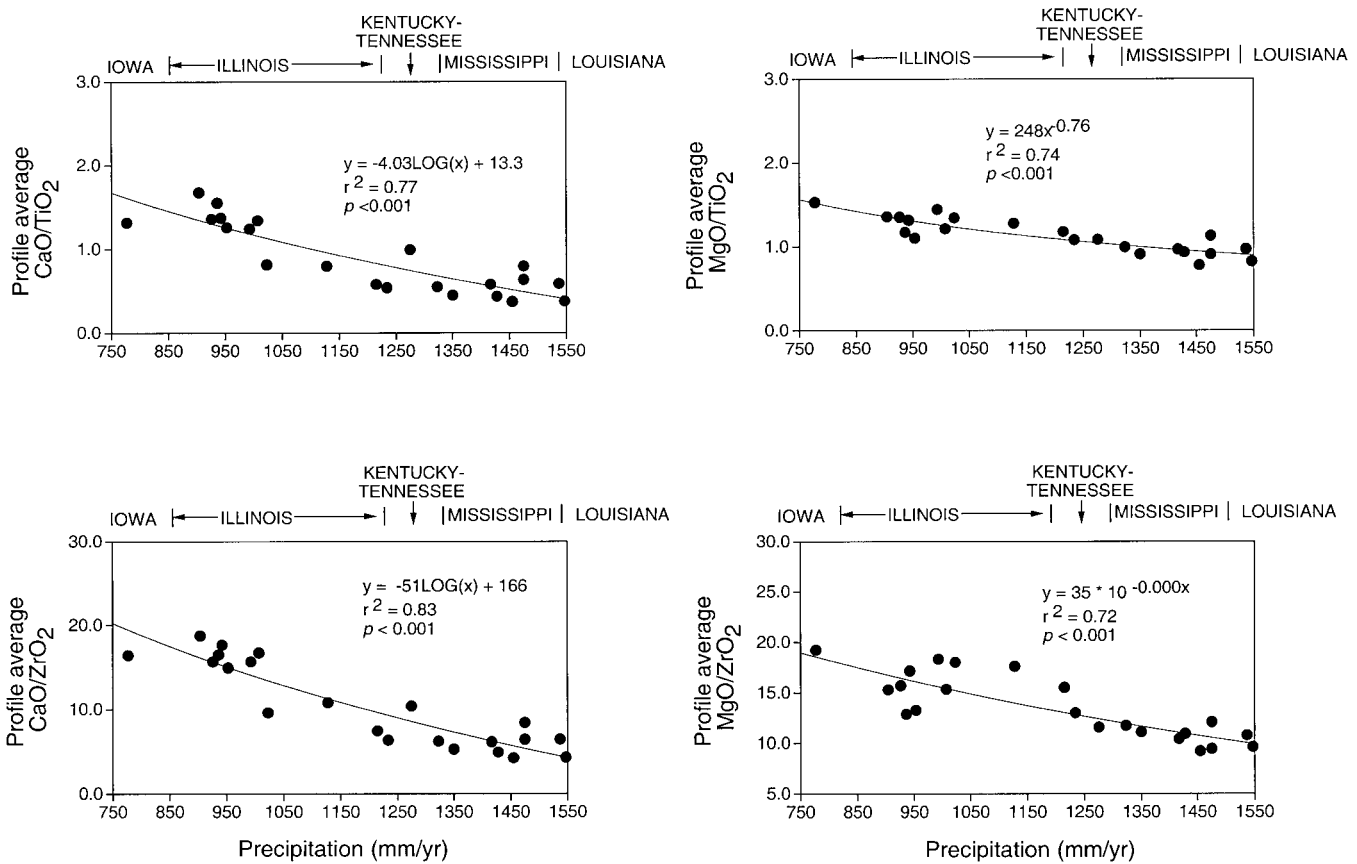 KENTUCKY-
TENNESSEE
IOWA ILLINOIS MISSISSIPPI LOUISIANA
3.0
2.0
1.0
0.0
Profile average
CaO/TiO2
y = -4.03LOG(x) + 13.3
r 2 = 0.77
p <0.001
750 850 950 1050 1150 1250 1350 1450 1550
KENTUCKY-
TENNESSEE
IOWA ILLINOIS MISSISSIPPI LOUISIANA
3.0
2.0
1.0
0.0
Profile average
MgO/TiO2
y = 248x-0.76
r 2 = 0.74
p <0.001
750 850 950 1050 1150 1250 1350 1450 1550
KENTUCKY-
TENNESSEE
IOWA ILLINOIS MISSISSIPPI LOUISIANA
30.0
20.0
10.0
0.0
Profile average
CaO/ZrO2
y = -51LOG(x) + 166
r 2 = 0.83
p < 0.001
750 850 950 1050 1150 1250 1350 1450 1550
Precipitation (mm/yr)
KENTUCKY-
TENNESSEE
IOWA ILLINOIS MISSISSIPPI LOUISIANA
30.0
25.0
20.0
15.0
10.0
5.0
Profile average
MgO/ZrO2
y = 35 * 10 -0.000x
r 2 = 0.72
p < 0.001
750 850 950 1050 1150 1250 1350 1450 1550
Precipitation (mm/yr)